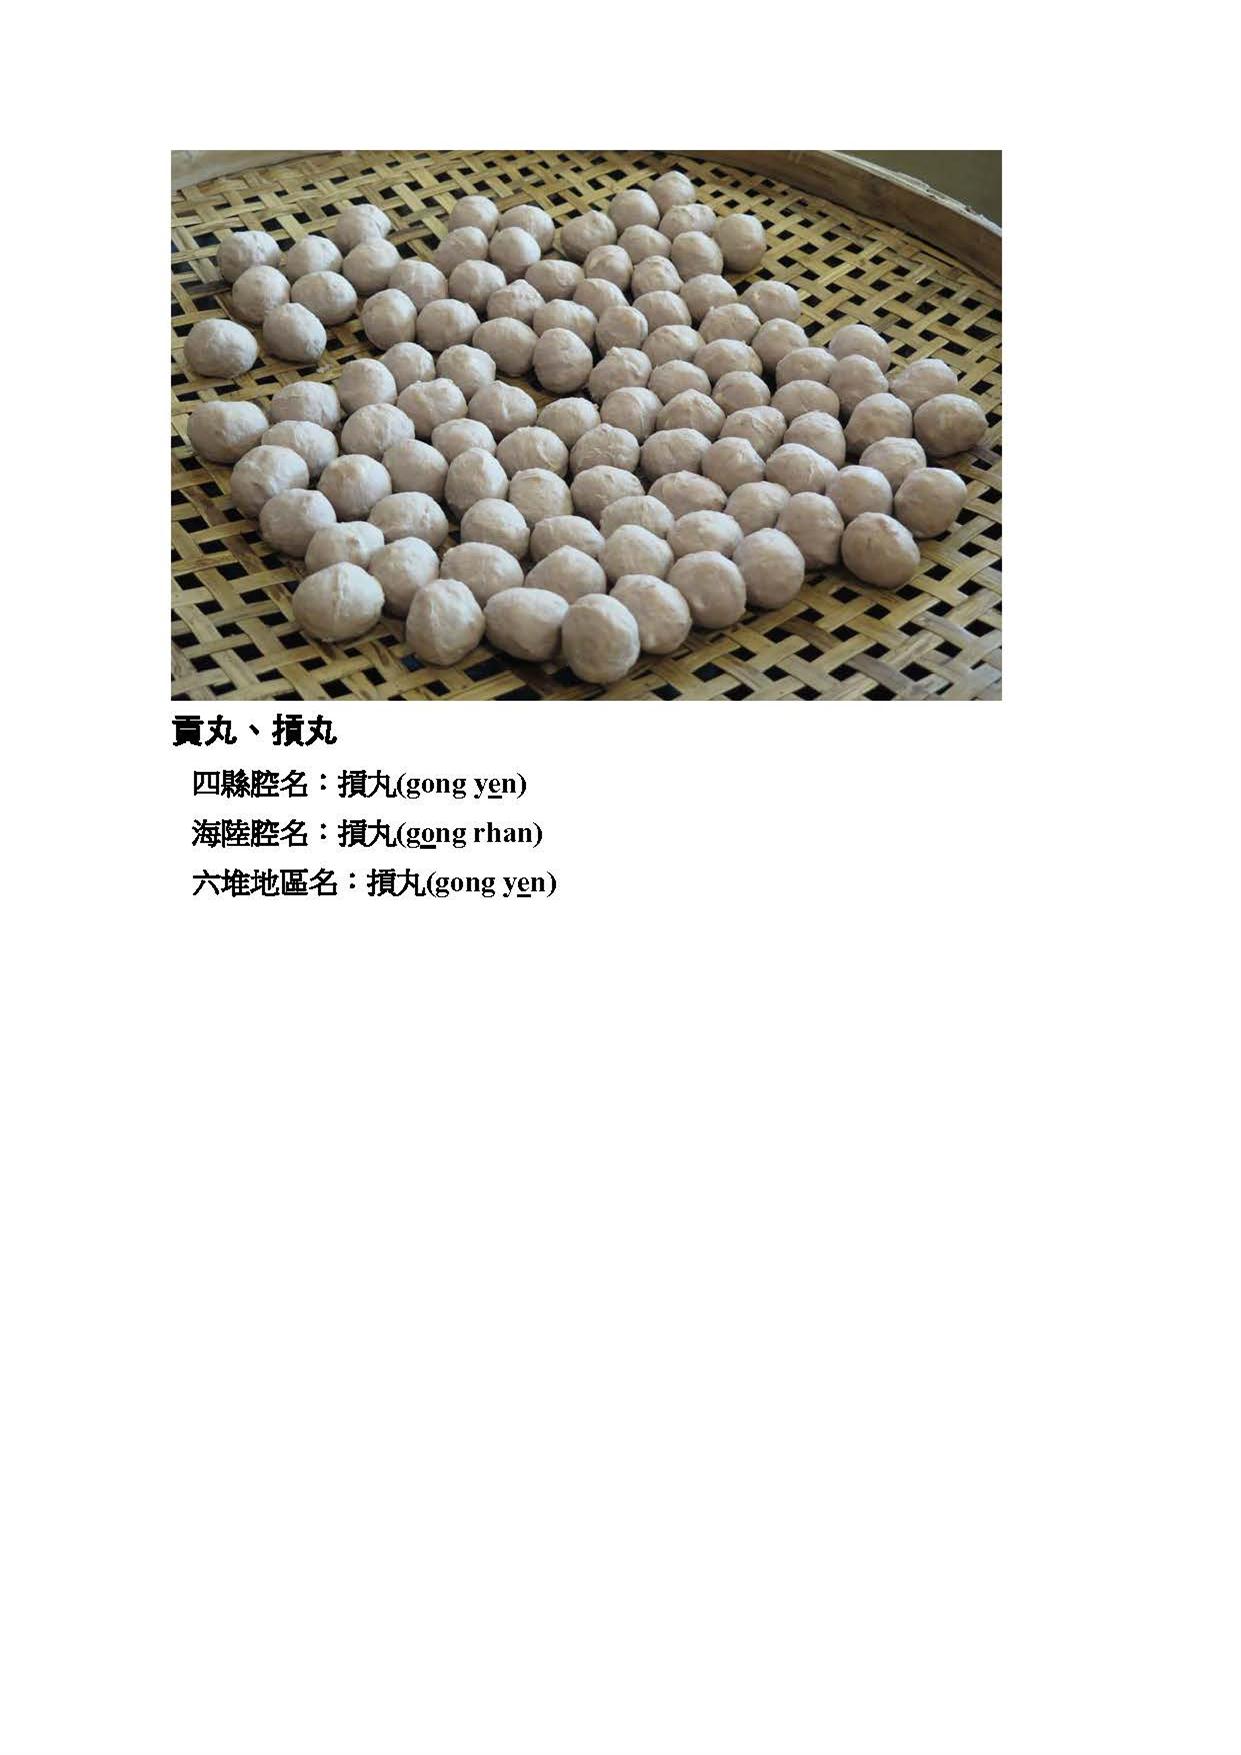 貢丸、摃丸
四縣腔名：摃丸(gong yen)
海陸腔名：摃丸(gong rhan)
六堆地區名：摃丸(gong yen)